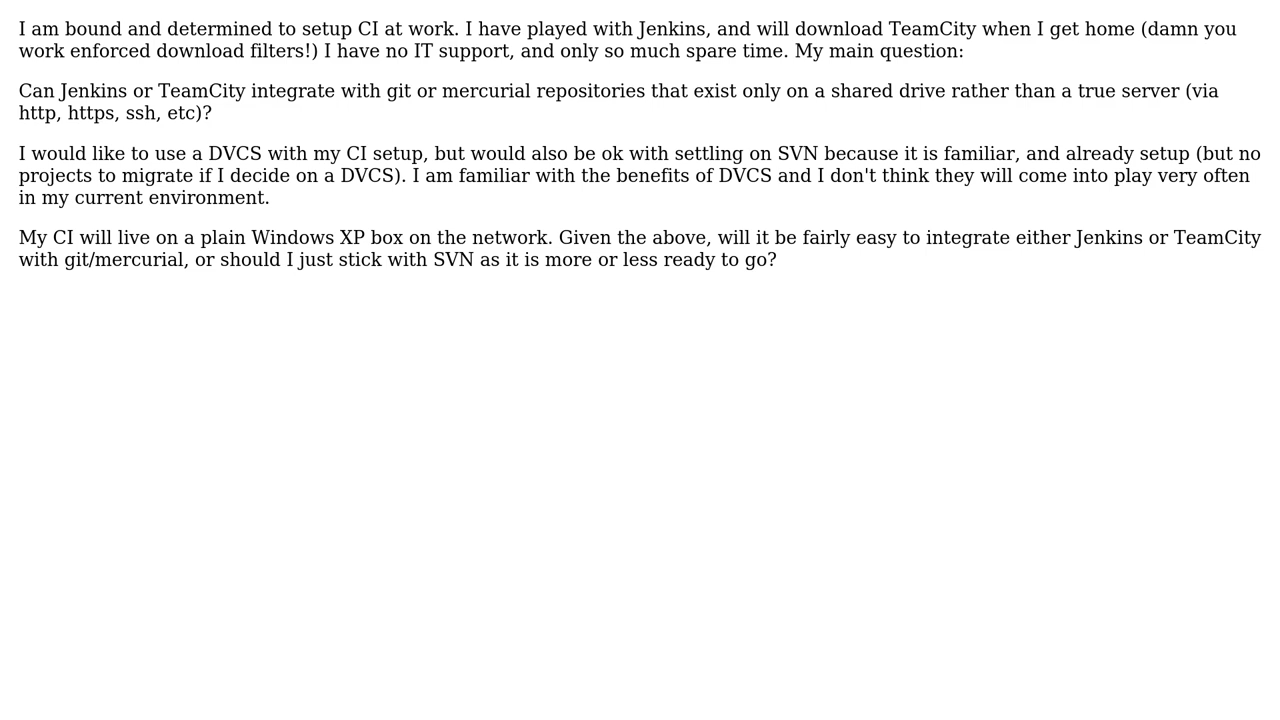 I am bound and determined to setup CI at work. I have played with Jenkins, and will download TeamCity when I get home (damn you
work enforced download filters!) I have no IT support, and only so much spare time. My main question:
Can Jenkins or TeamCity integrate with git or mercurial repositories that exist only on a shared drive rather than a true server (via
http, https, ssh, etc)?
I would like to use a DVCS with my CI setup, but would also be ok with settling on SVN because it is familiar, and already setup (but no
projects to migrate if I decide on a DVCS). I am familiar with the benefits of DVCS and I don't think they will come into play very often
in my current environment.
My CI will live on a plain Windows XP box on the network. Given the above, will it be fairly easy to integrate either Jenkins or TeamCity
with git/mercurial, or should I just stick with SVN as it is more or less ready to go?